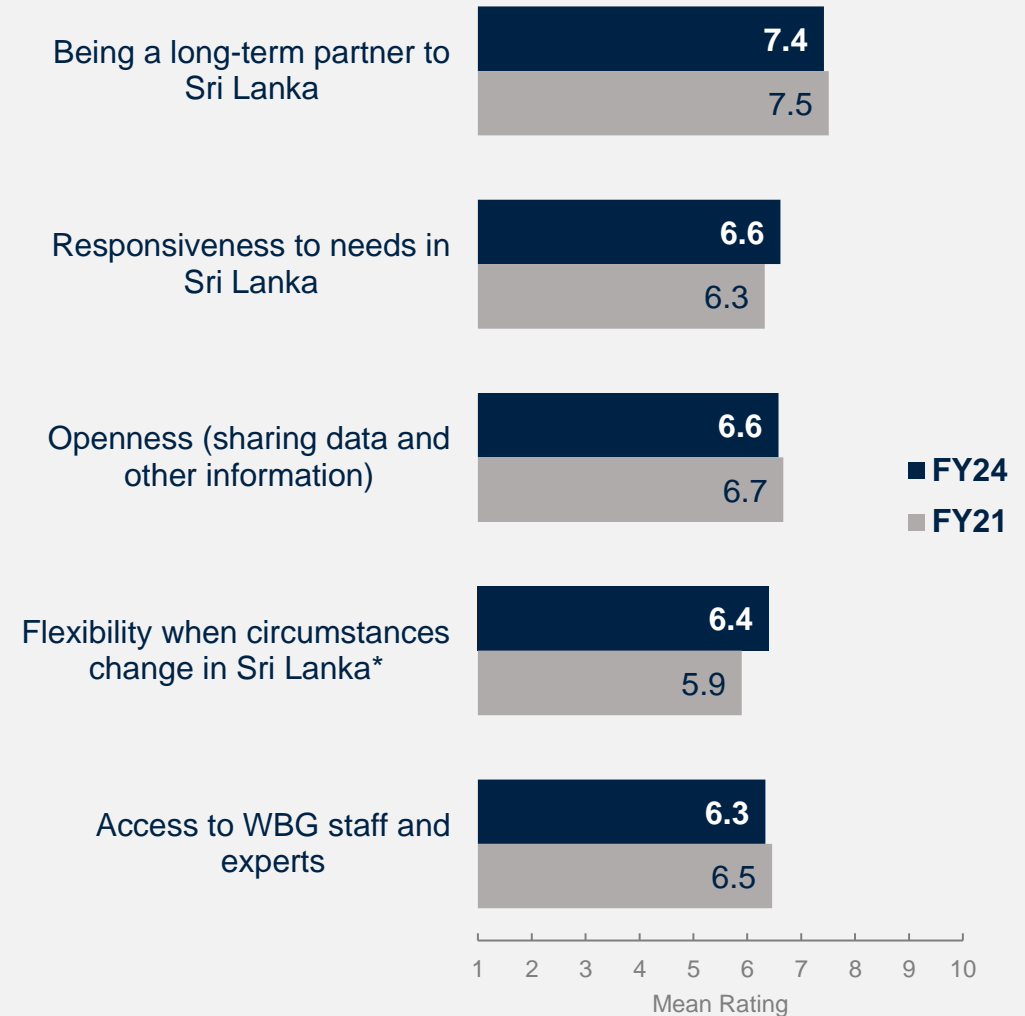 Being a long-term partner to
Sri Lanka
7.4
7.5
Responsiveness to needs in
Sri Lanka
6.6
6.3
Openness (sharing data and
other information)
6.6
6.7
FY24
FY21
Flexibility when circumstances
change in Sri Lanka*
6.4
5.9
Access to WBG staff and
experts
6.3
6.5
1 2 3 4 5 6 7 8 9 10
Mean Rating